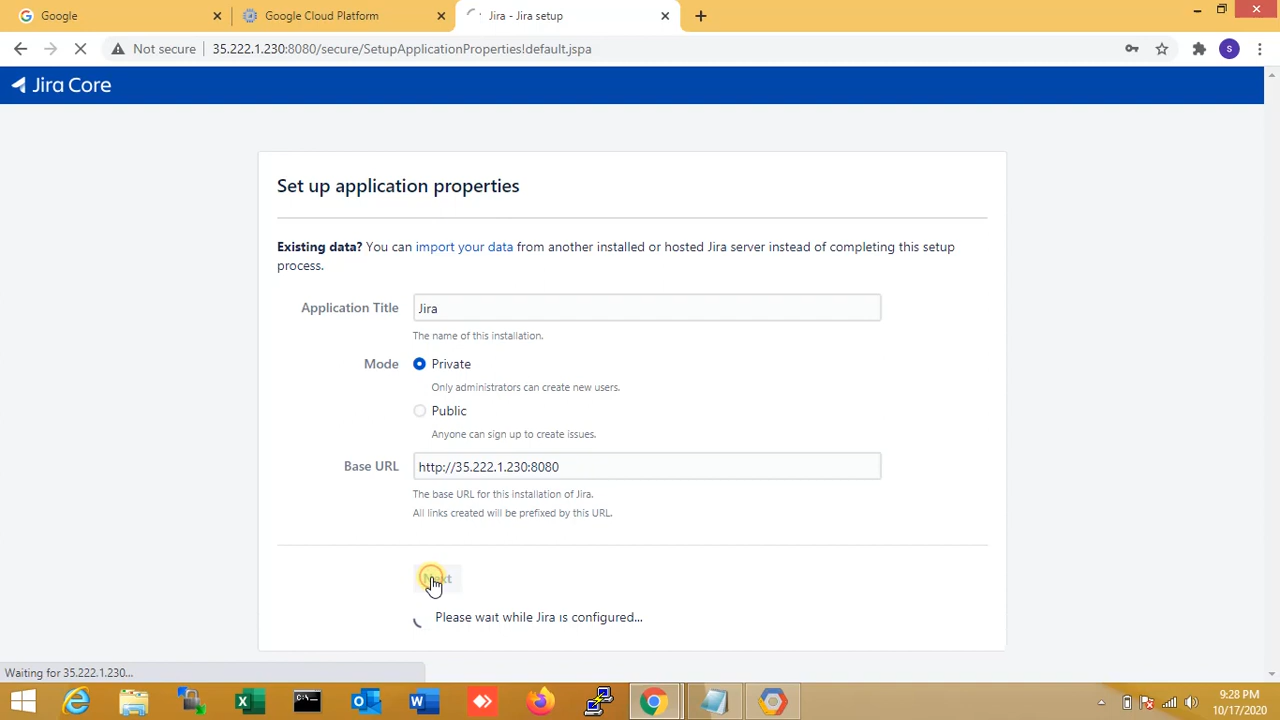 Google
Google Cloud Platform
Jira - Jira setup
Not secure
35.222.1.230:8080/secure/SetupApplicationProperties!default.jspa
S
Jira Core
Set up application properties
Existing data? You can import your data from another installed or hosted Jira server instead of completing this setup
process.
Application Title
Jira
The name of this installation.
Mode
Private
Only administrators can create new users.
Public
Anyone can sign up to create issues.
Base URL
http://35.222.1.230:8080
The base URL for this installation of Jira.
All links created will be prefixed by this URL.
Next
Please wait while Jira is configured...
Waiting for 35.222.1.230...
9:28 PM
10/17/2020